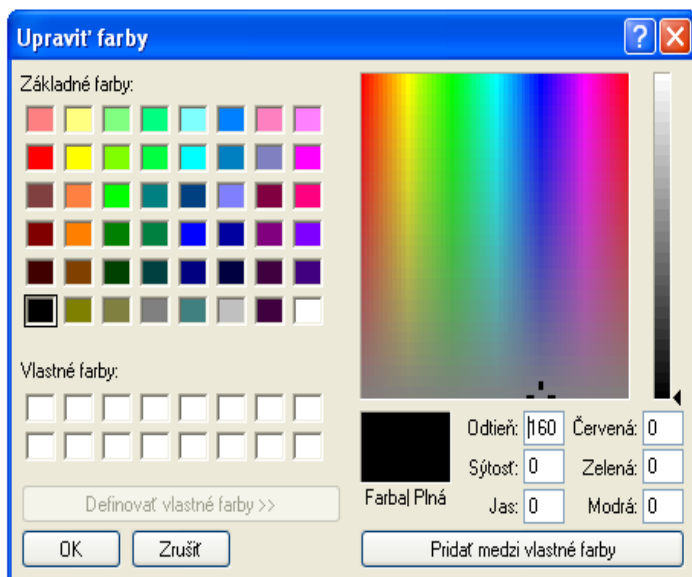 Upraviť farby
Základné farby:
Vlastné farby:
Definovať vlastné farby >>
OK
Zrušiť
Farba| Plná
Odtieň: 160
Sýtosť: 0
Jas: 0
Červená: 0
Zelená: 0
Modrá: 0
Pridať medzi vlastné farby